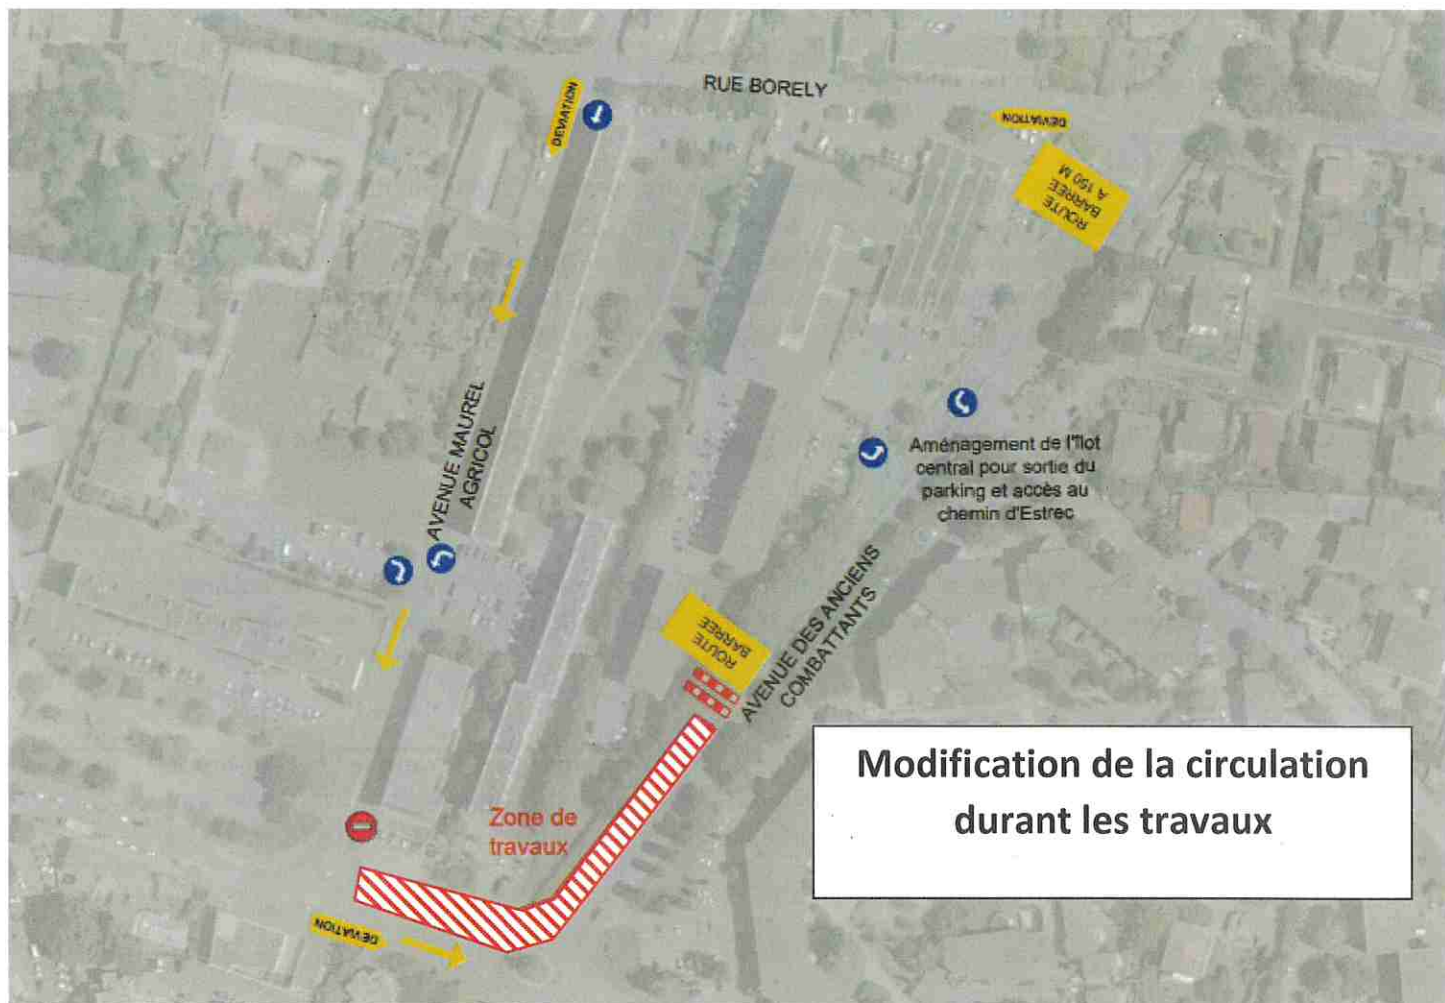 RUE BORELY
DEVIATION
DEVIATION
ROUTE
BARREE
A 150 M
AVENUE MAUREL
AGRICOL
Aménagement de l'îlot
central pour sortie du
parking et accès au
chemin d'Estrec
ROUTE
BARREE
AVENUE DES ANCIENS
COMBATTANTS
Modification de la circulation
durant les travaux
Zone de
travaux
DEVIATION